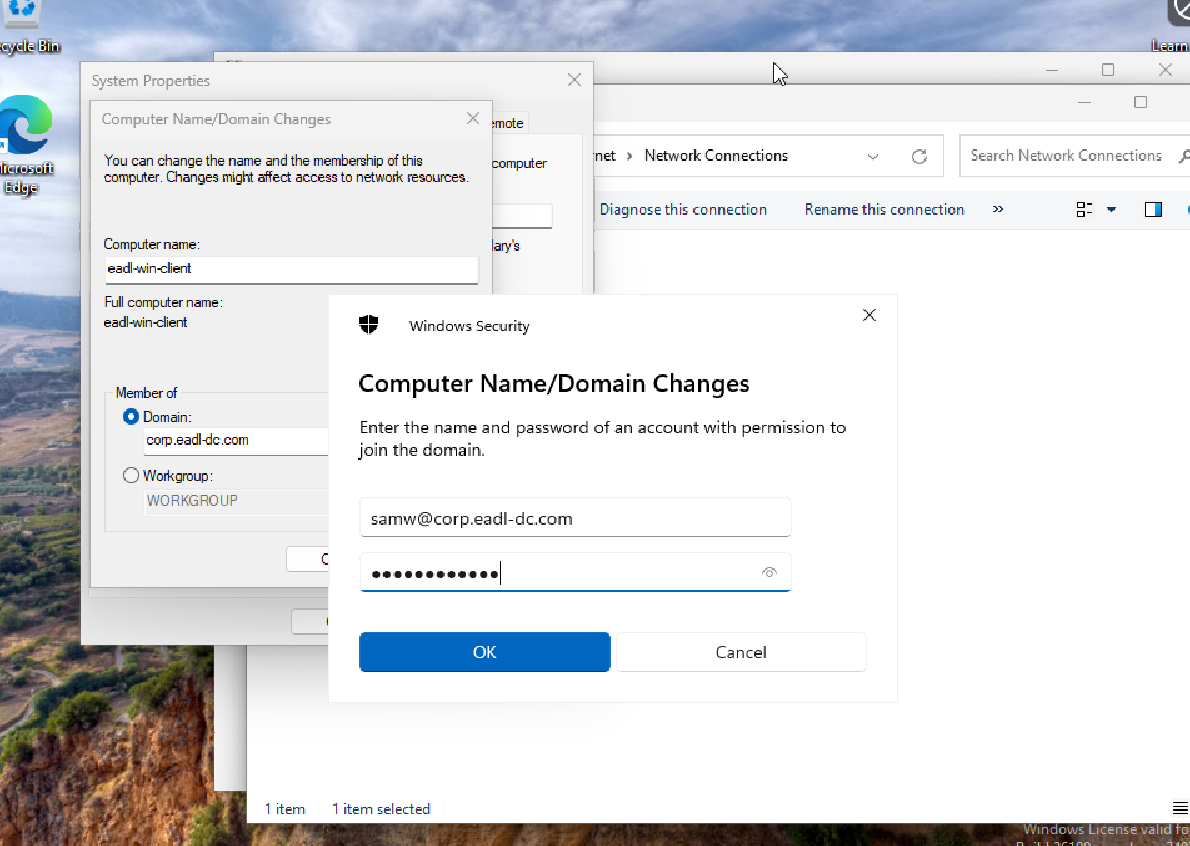 cycle Bin
Learn
Microsoft
Edge
System Properties
Computer Name/Domain Changes
You can change the name and the membership of this
computer. Changes might affect access to network resources.
Computer name:
eadl-win-client
Full computer name:
eadl-win-client
Member of
Domain:
corp.eadl-dc.com
Workgroup:
WORKGROUP
emote
computer
lary's
rnet › Network Connections
Search Network Connections
Diagnose this connection
Rename this connection
»
Windows Security
Computer Name/Domain Changes
Enter the name and password of an account with permission to
join the domain.
samw@corp.eadl-dc.com
●●●●●●●●●●●●
OK
Cancel
1 item
1 item selected
Windows License valid fo